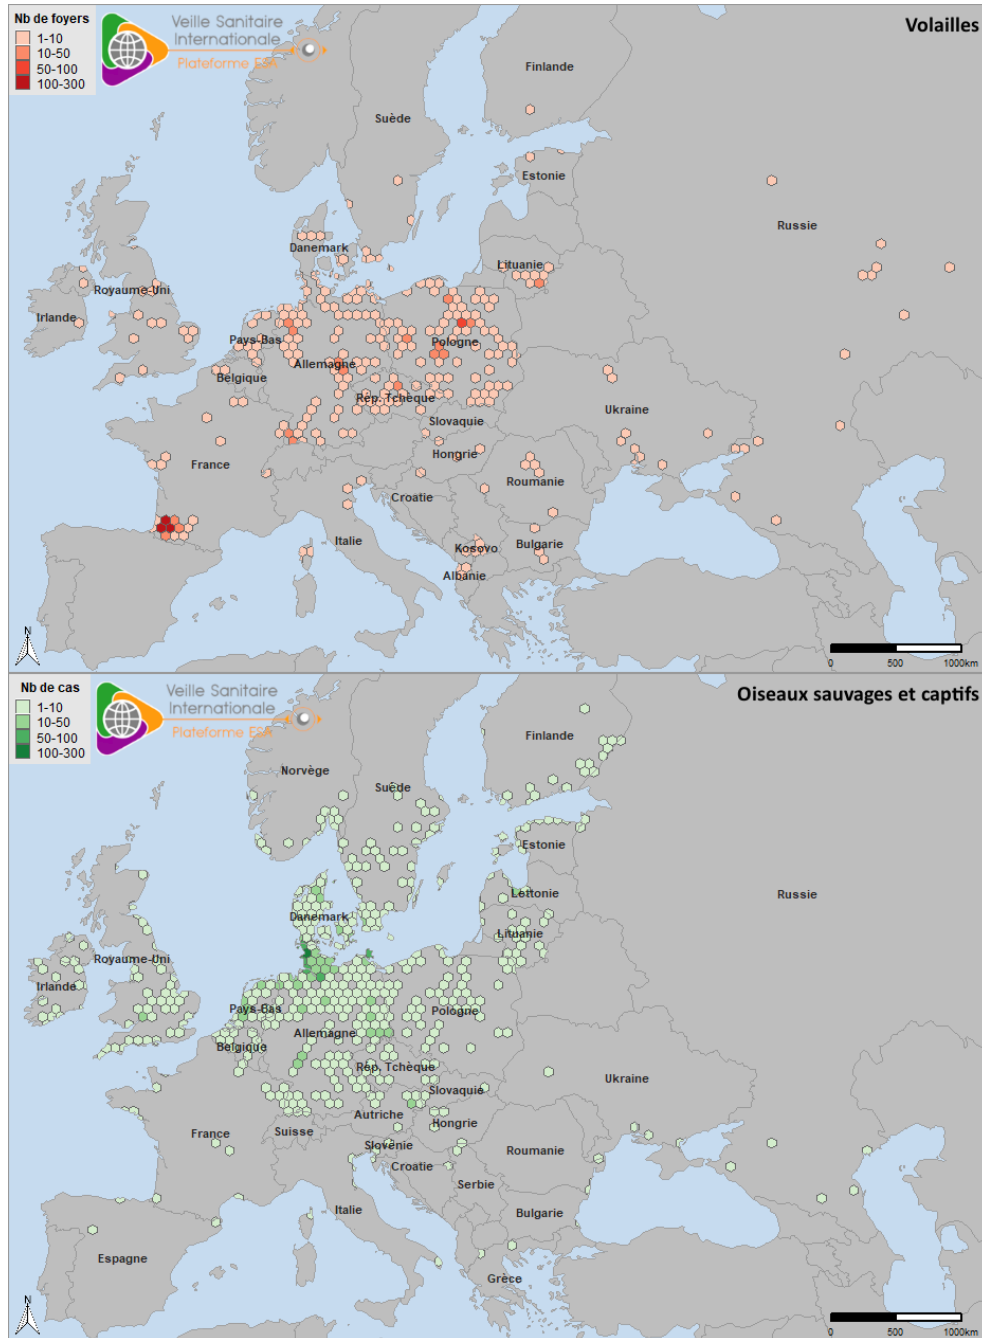 Nb de foyers
1-10
10-50
50-100
100-300
Veille Sanitaire
Internationale
Plateforme ESA
Volailles
Finlande
Suède
Estonie
Russie
Danemark
Lituanie
Royaume-Uni
Irlande
Pays-Bas
Pologne
Allemagne
Belgique
Rép. Tchèque
Ukraine
Slovaquie
Hongrie
France
Roumanie
Croatie
Italie
Kosovo
Bulgarie
Albanie
N
0 500 1000km
Nb de cas
1-10
10-50
50-100
100-300
Veille Sanitaire
Internationale
Plateforme ESA
Oiseaux sauvages et captifs
Finlande
Norvège
Suède
Estonie
Lettonie
Russie
Danemark
Lituanie
Royaume-Uni
Irlande
Pays-Bas
Pologne
Allemagne
Belgique
Rép. Tchèque
Ukraine
Slovaquie
Autriche
Hongrie
France
Suisse
Slovénie
Roumanie
Croatie
Serbie
Italie
Bulgarie
Espagne
Grèce
N
0 500 1000km